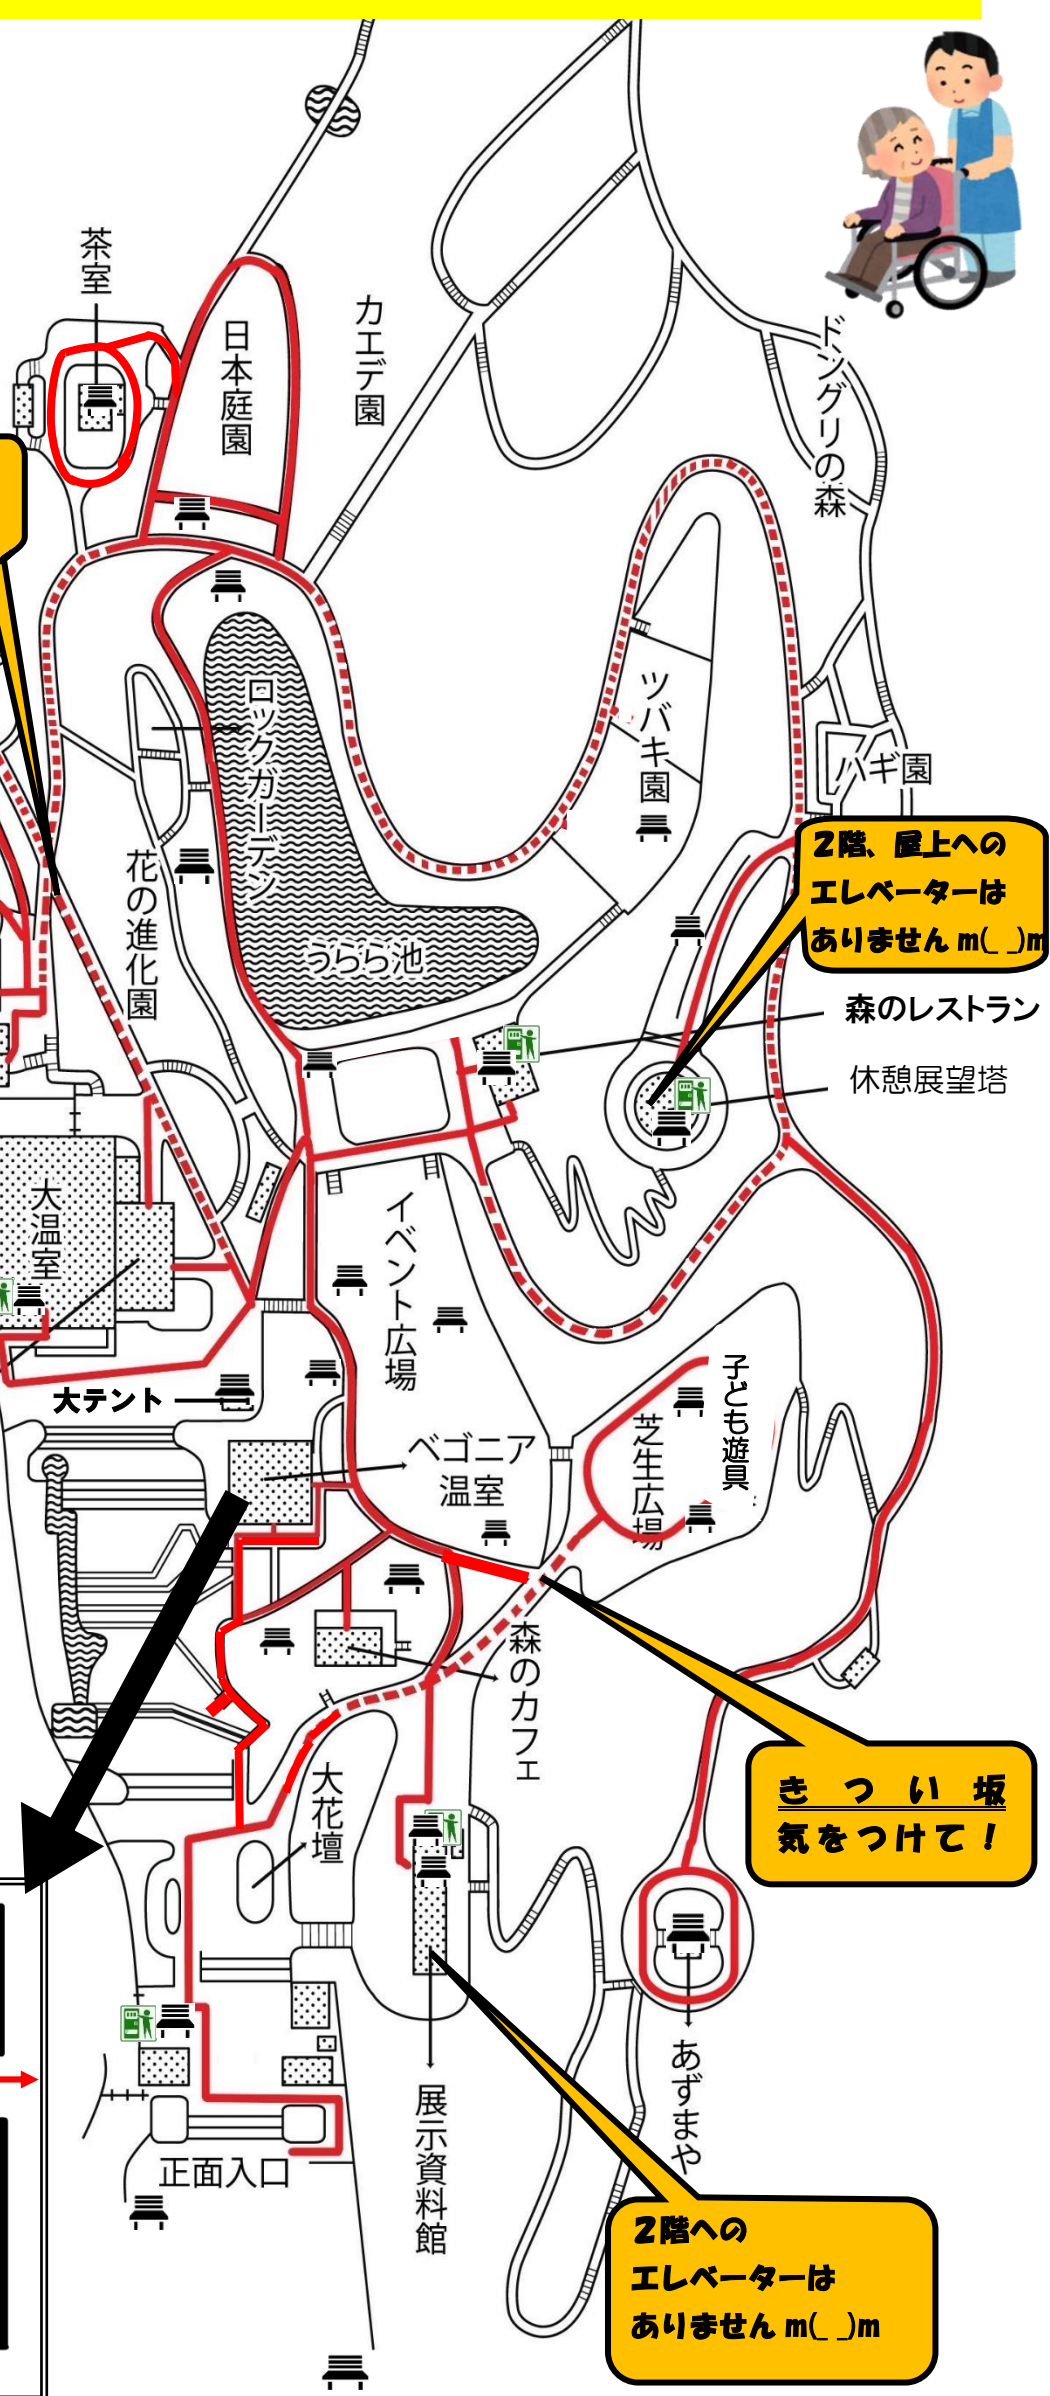 茶室
日本庭園
カエデ園
ドングリの森
ロックガーデン
ツバキ園
ハギ園
2階、屋上への
エレベーターは
ありません m(_ _)m
花の進化園
うらら池
森のレストラン
休憩展望塔
大温室
イベント広場
大テント
子ども遊具
芝生広場
ベゴニア
温室
森のカフェ
きつい坂
気をつけて！
大花壇
あずまや
展示資料館
正面入口
2階への
エレベーターは
ありません m(_ _)m